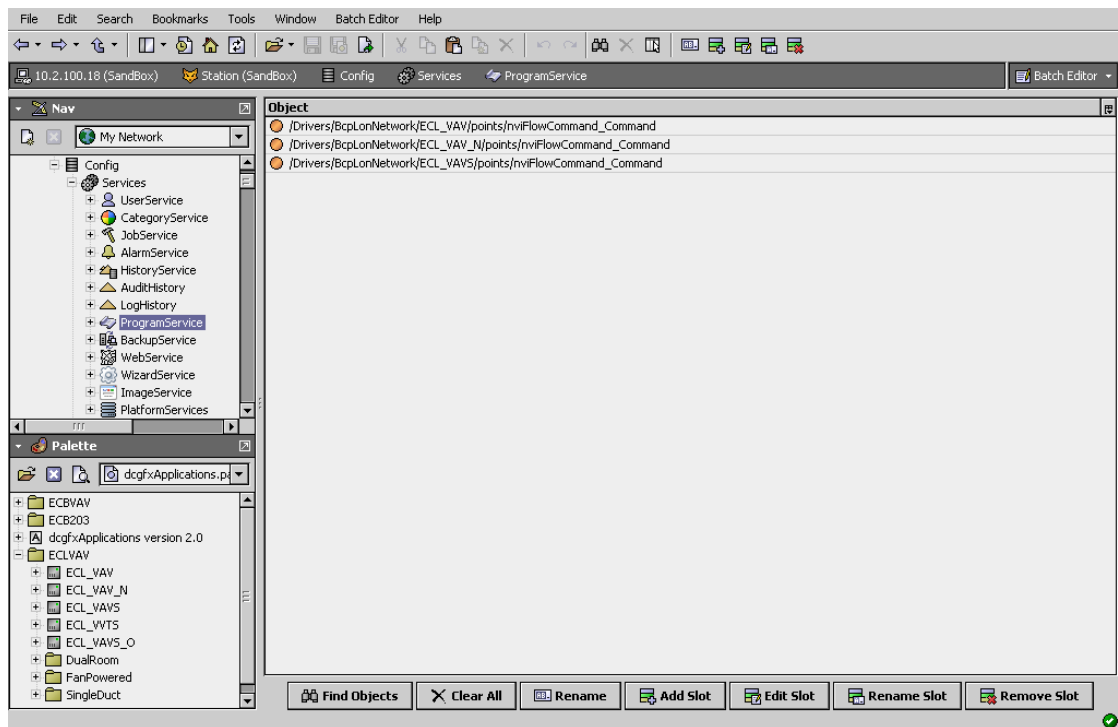 File Edit Search Bookmarks Tools Window Batch Editor Help
10.2.100.18 (SandBox) Station (SandBox) Config Services ProgramService Batch Editor
Nav
My Network
Config
Services
UserService
CategoryService
JobService
AlarmService
HistoryService
AuditHistory
LogHistory
ProgramService
BackupService
WebService
WizardService
ImageService
PlatformServices
Palette
dcgfxApplications.pa
ECBVAV
ECB203
dcgfxApplications version 2.0
ECLVAV
ECL_VAV
ECL_VAV_N
ECL_VAVS
ECL_VVTS
ECL_VAVS_O
DualRoom
FanPowered
SingleDuct
Object
/Drivers/BcpLonNetwork/ECL_VAV/points/nviFlowCommand_Command
/Drivers/BcpLonNetwork/ECL_VAV_N/points/nviFlowCommand_Command
/Drivers/BcpLonNetwork/ECL_VAVS/points/nviFlowCommand_Command
Find Objects Clear All Rename Add Slot Edit Slot Rename Slot Remove Slot